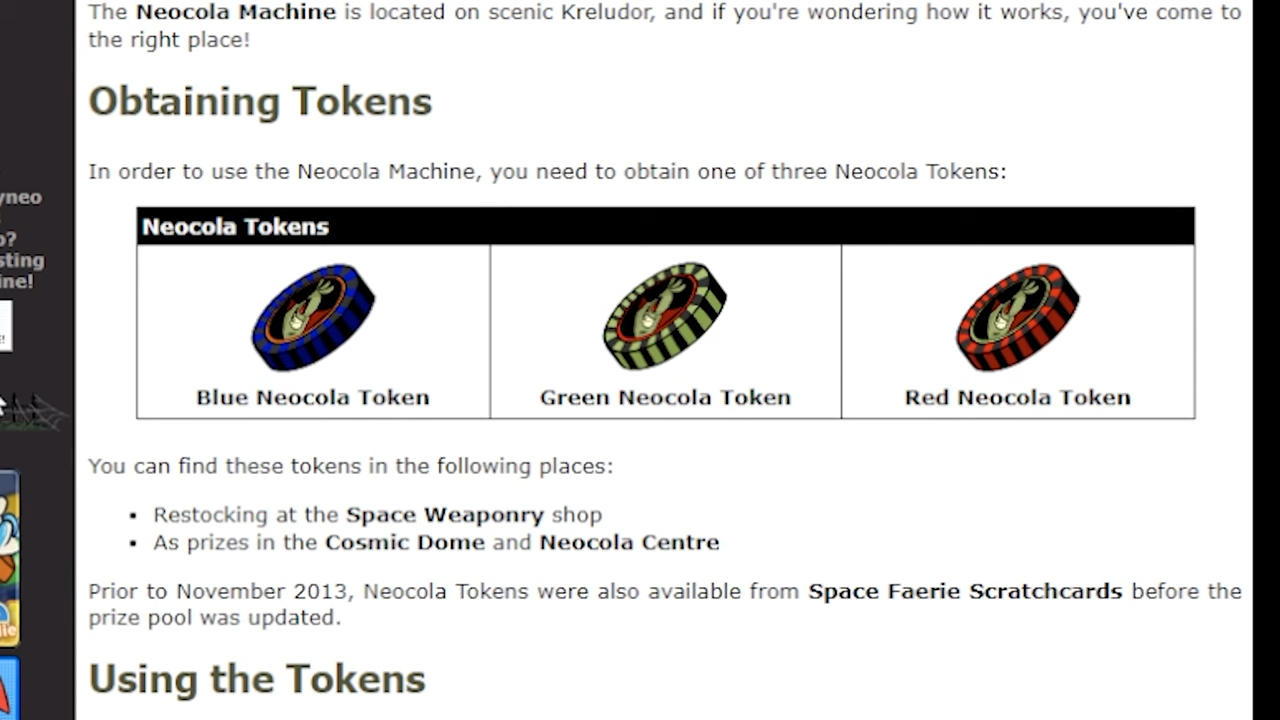 The Neocola Machine is located on scenic Kreludor, and if you're wondering how it works, you've come to
the right place!
Obtaining Tokens
In order to use the Neocola Machine, you need to obtain one of three Neocola Tokens:
yneo
o?
sting
ine!
Neocola Tokens
Blue Neocola Token
Green Neocola Token
Red Neocola Token
You can find these tokens in the following places:
• Restocking at the Space Weaponry shop
• As prizes in the Cosmic Dome and Neocola Centre
Prior to November 2013, Neocola Tokens were also available from Space Faerie Scratchcards before the
prize pool was updated.
Using the Tokens